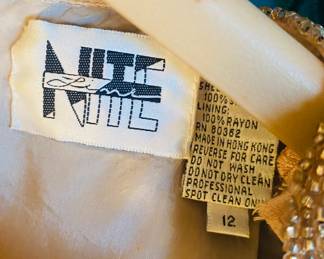 NITE
Line
SHELL
100% S
LINING:
100% RAYON
RN 80382
MADE IN HONG KONG
REVERSE FOR CARE
DO NOT WASH
DO NOT DRY CLEAN
PROFESSIONAL
SPOT CLEAN ONLY
12